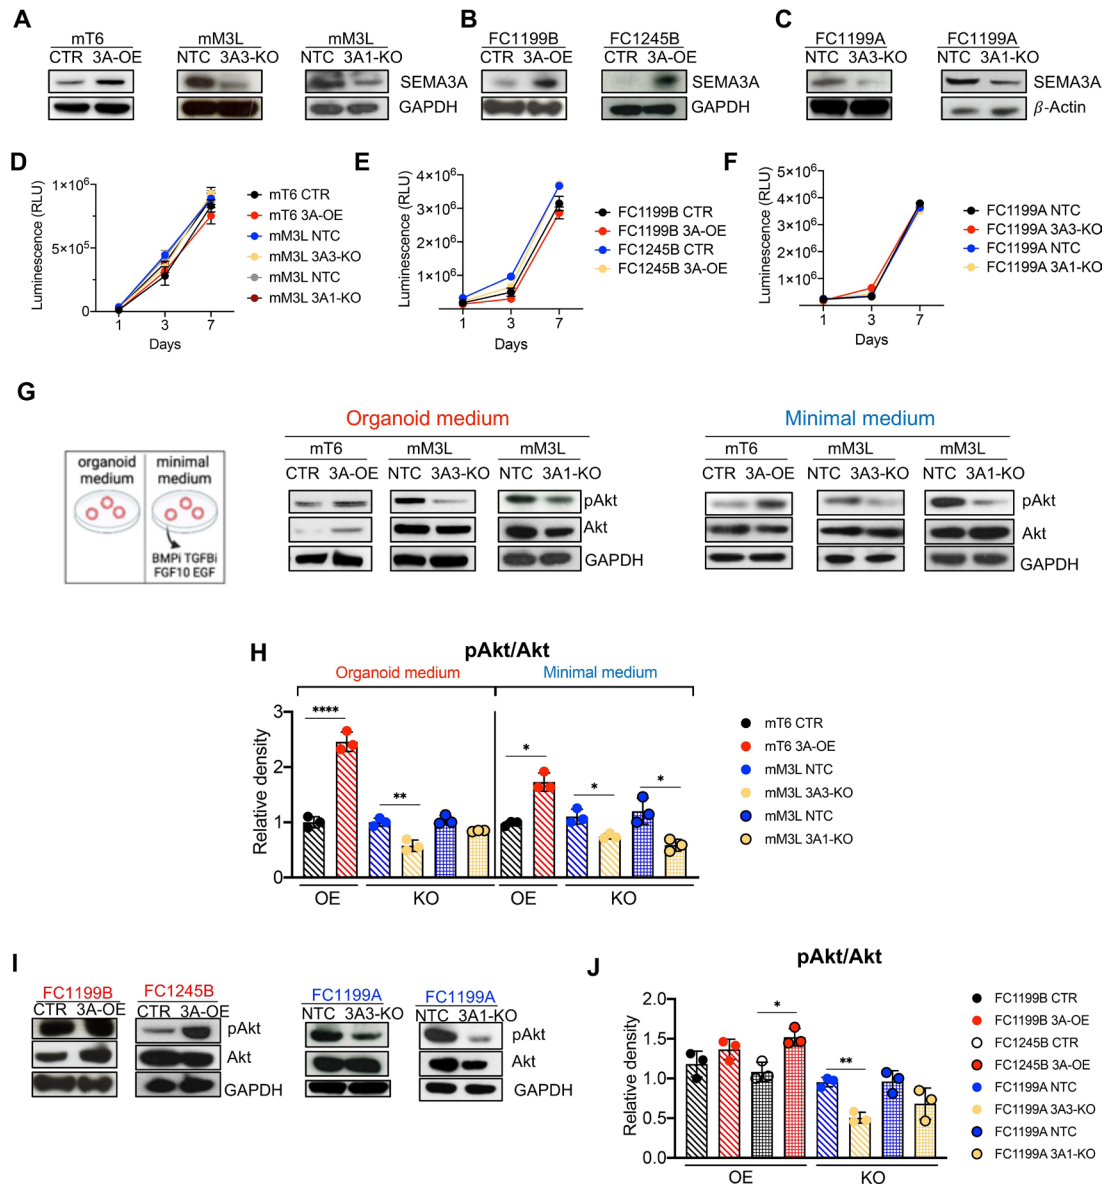 A
mT6
CTR 3A-OE
mM3L
NTC 3A3-KO
mM3L
NTC 3A1-KO
SEMA3A
GAPDH
B
FC1199B
CTR 3A-OE
FC1245B
CTR 3A-OE
SEMA3A
GAPDH
C
FC1199A
NTC 3A3-KO
FC1199A
NTC 3A1-KO
SEMA3A
β-Actin
D
Luminescence (RLU)
1×10⁶
5×10⁵
0
1 3 7
Days
mT6 CTR
mT6 3A-OE
mM3L NTC
mM3L 3A3-KO
mM3L NTC
mM3L 3A1-KO
E
Luminescence (RLU)
4×10⁶
3×10⁶
2×10⁶
1×10⁶
1 3 7
Days
FC1199B CTR
FC1199B 3A-OE
FC1245B CTR
FC1245B 3A-OE
F
Luminescence (RLU)
5×10⁶
4×10⁶
3×10⁶
2×10⁶
1×10⁶
1 3 7
Days
FC1199A NTC
FC1199A 3A3-KO
FC1199A NTC
FC1199A 3A1-KO
G
organoid
medium
minimal
medium
BMPi TGFBi
FGF10 EGF
Organoid medium
mT6 mM3L mM3L
CTR 3A-OE NTC 3A3-KO NTC 3A1-KO
pAkt
Akt
GAPDH
Minimal medium
mT6 mM3L mM3L
CTR 3A-OE NTC 3A3-KO NTC 3A1-KO
pAkt
Akt
GAPDH
H
pAkt/Akt
Organoid medium Minimal medium
Relative density
3
2
1
0
****
**
*
*
*
OE KO OE KO
mT6 CTR
mT6 3A-OE
mM3L NTC
mM3L 3A3-KO
mM3L NTC
mM3L 3A1-KO
I
FC1199B
CTR 3A-OE
FC1245B
CTR 3A-OE
pAkt
Akt
GAPDH
FC1199A
NTC 3A3-KO
FC1199A
NTC 3A1-KO
pAkt
Akt
GAPDH
J
pAkt/Akt
Relative density
2.0
1.5
1.0
0.5
0.0
*
**
OE KO
FC1199B CTR
FC1199B 3A-OE
FC1245B CTR
FC1245B 3A-OE
FC1199A NTC
FC1199A 3A3-KO
FC1199A NTC
FC1199A 3A1-KO